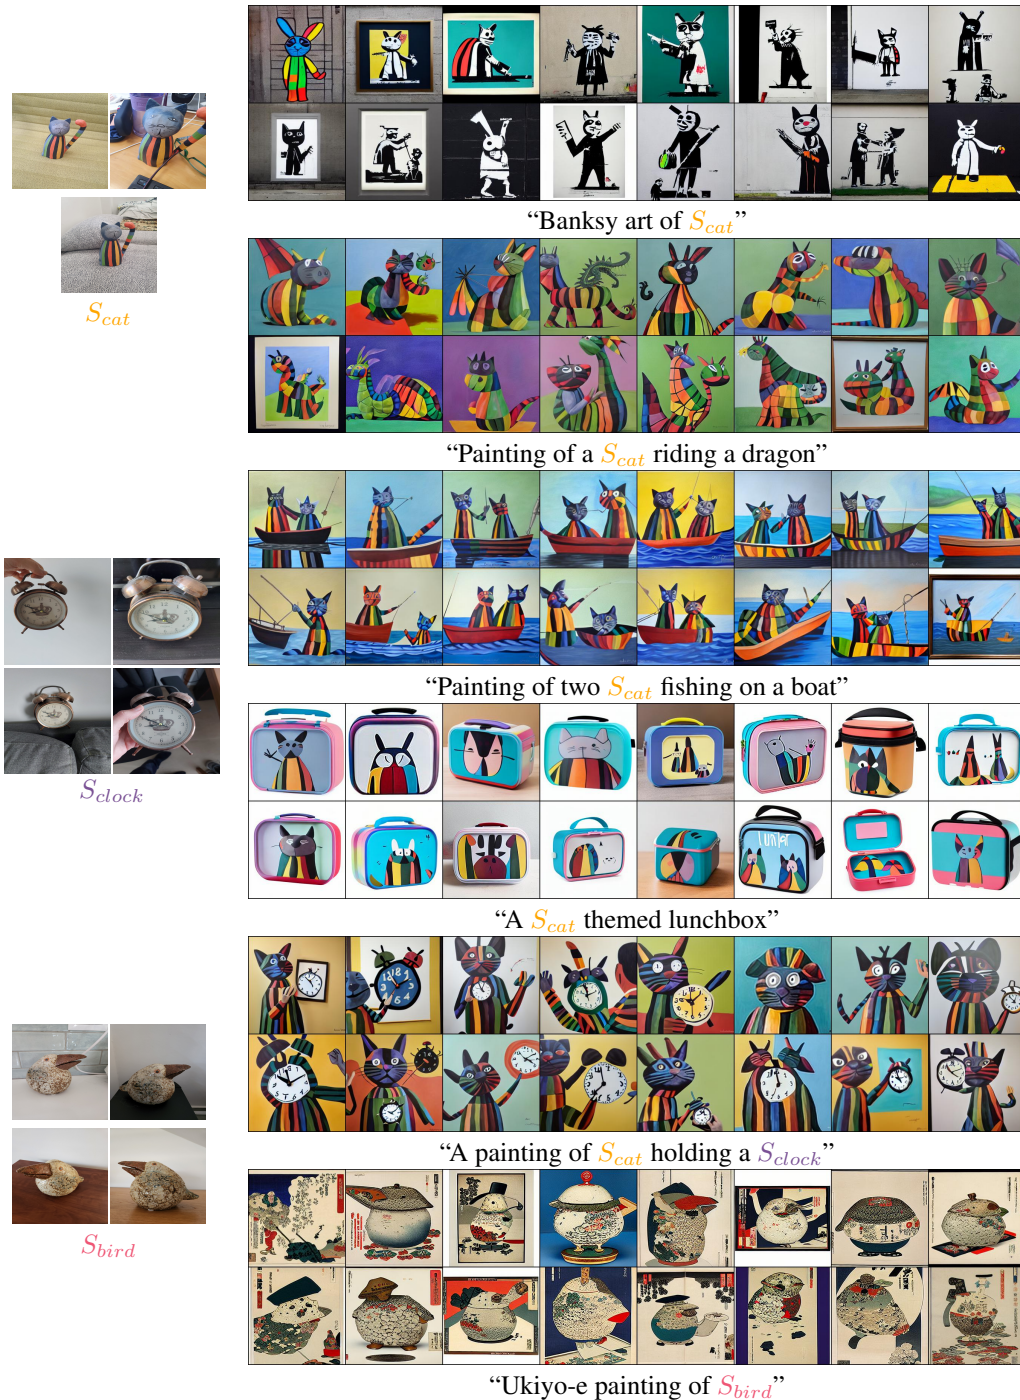 “Banksy art of S_cat”
S_cat
“Painting of a S_cat riding a dragon”
“Painting of two S_cat fishing on a boat”
S_clock
“A S_cat themed lunchbox”
“A painting of S_cat holding a S_clock”
S_bird
“Ukiyo-e painting of S_bird”